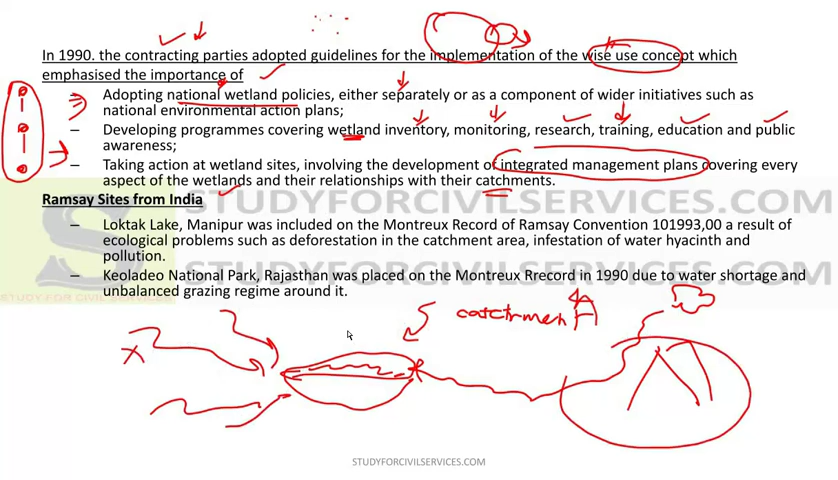 In 1990. the contracting parties adopted guidelines for the implementation of the wise use concept which
emphasised the importance of
– Adopting national wetland policies, either separately or as a component of wider initiatives such as
national environmental action plans;
– Developing programmes covering wetland inventory, monitoring, research, training, education and public
awareness;
– Taking action at wetland sites, involving the development of integrated management plans covering every
aspect of the wetlands and their relationships with their catchments.
STUDYFORCIVILSERVICES.COM
Ramsay Sites from India
– Loktak Lake, Manipur was included on the Montreux Record of Ramsay Convention 101993,00 a result of
ecological problems such as deforestation in the catchment area, infestation of water hyacinth and
pollution.
– Keoladeo National Park, Rajasthan was placed on the Montreux Rrecord in 1990 due to water shortage and
unbalanced grazing regime around it.
STUDY FOR CIVIL SERVICES
catchmen
STUDYFORCIVILSERVICES.COM